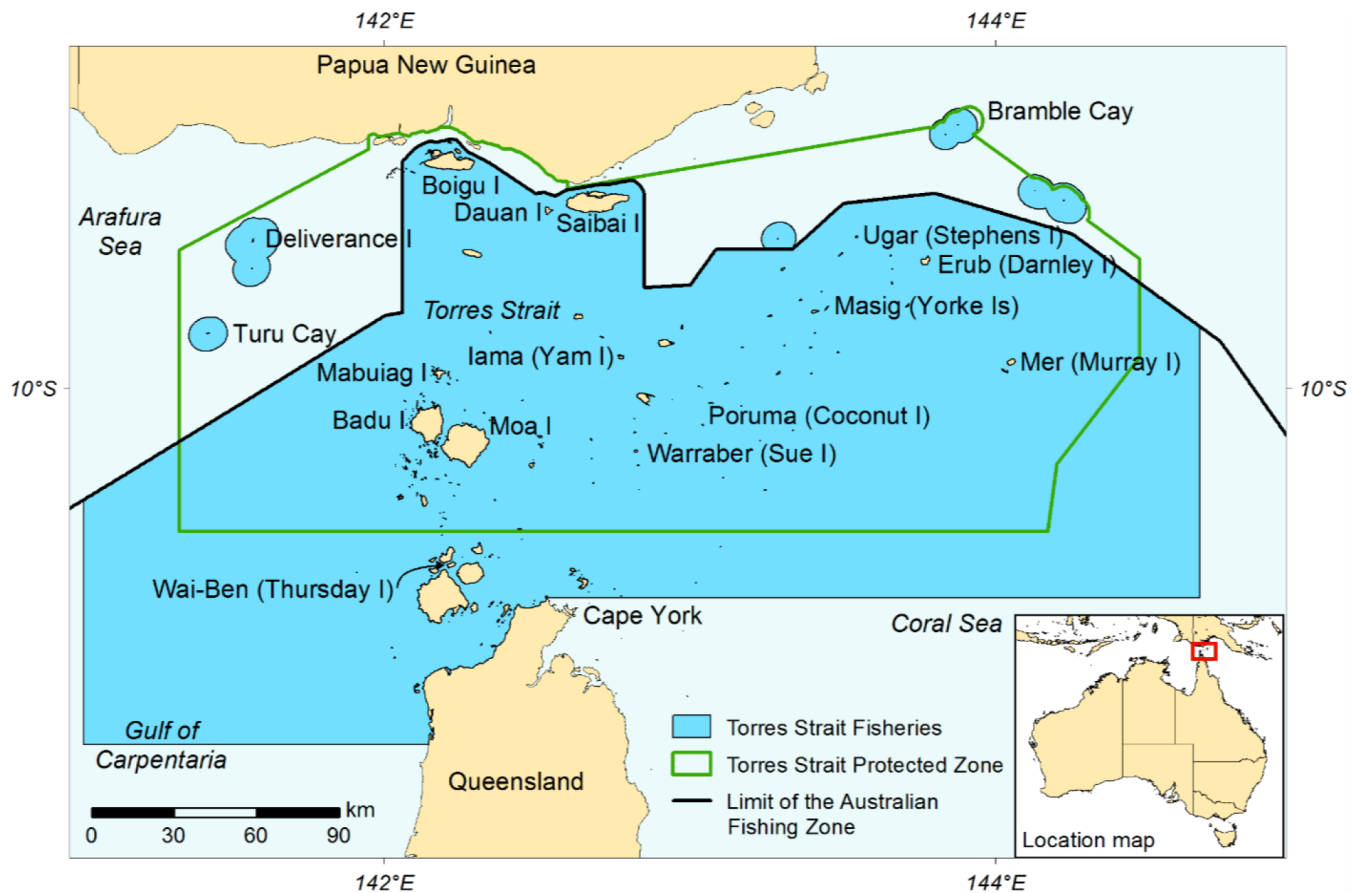 142°E
144°E
Papua New Guinea
Bramble Cay
Boigu I
Dauan I
Saibai I
Arafura
Sea
Deliverance I
Ugar (Stephens I)
Erub (Darnley I)
Torres Strait
Masig (Yorke Is)
Turu Cay
Iama (Yam I)
Mabuiag I
Mer (Murray I)
10°S
10°S
Badu I
Moa I
Poruma (Coconut I)
Warraber (Sue I)
Wai-Ben (Thursday I)
Cape York
Coral Sea
Gulf of
Carpentaria
Queensland
Torres Strait Fisheries
Torres Strait Protected Zone
Limit of the Australian
Fishing Zone
km
0 30 60 90
Location map
142°E
144°E